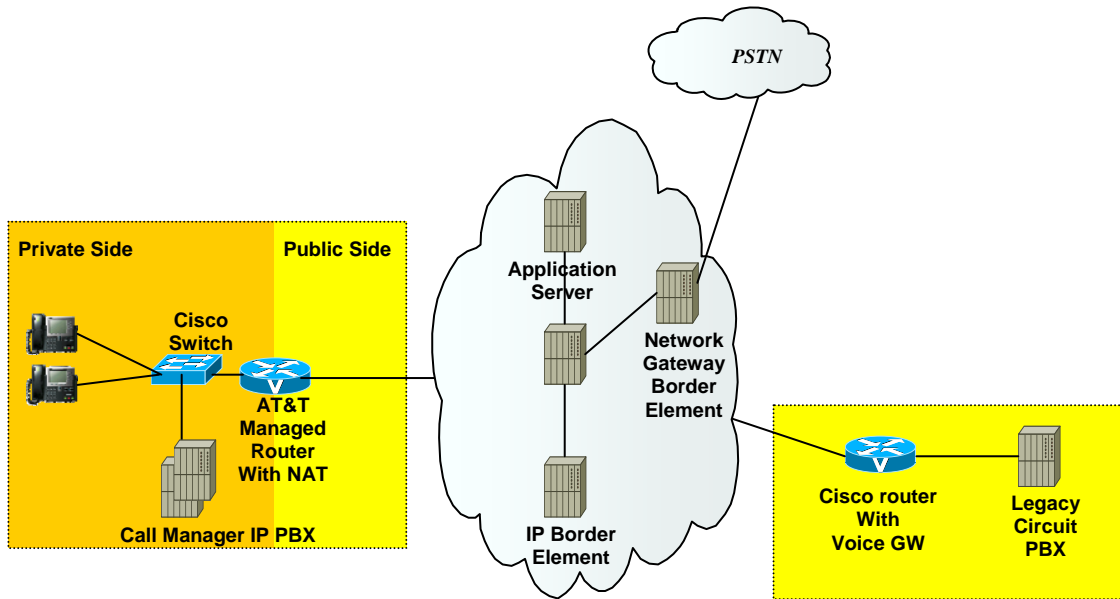 PSTN
Private Side
Public Side
Cisco
Switch
AT&T
Managed
Router
With NAT
Call Manager IP PBX
Application
Server
Network
Gateway
Border
Element
IP Border
Element
Cisco router
With
Voice GW
Legacy
Circuit
PBX